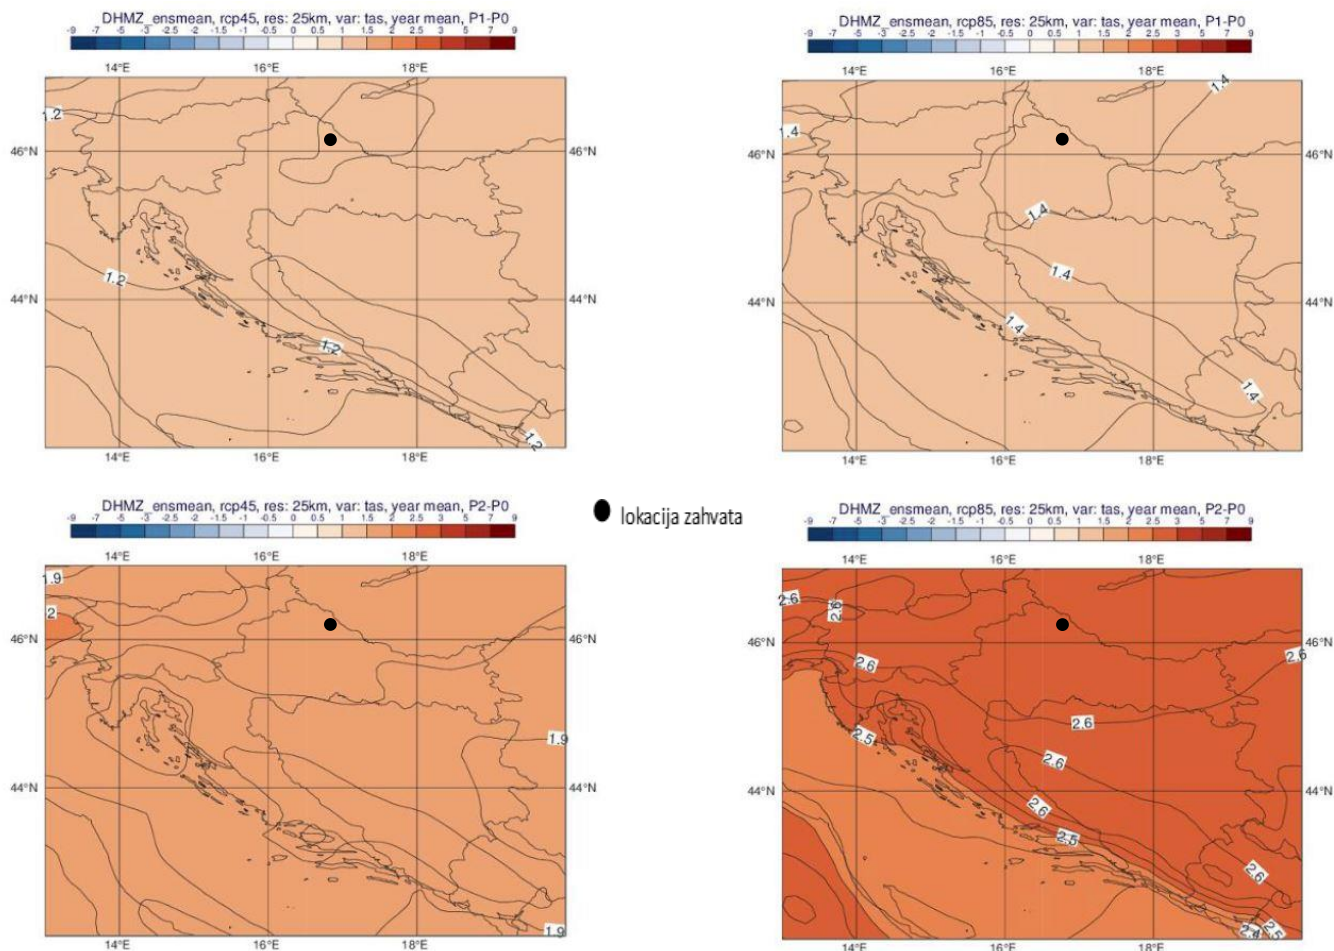 DHMZ_ensmean, rcp45, res: 25km, var: tas, year mean, P1-P0
-9 -7 -5 -3 -2.5 -2 -1.5 -1 -0.5 0 0.5 1 1.5 2 2.5 3 5 7 9
14°E 16°E 18°E
1.2
46°N 46°N
1.2
44°N 44°N
1.2
1.2
14°E 16°E 18°E
DHMZ_ensmean, rcp85, res: 25km, var: tas, year mean, P1-P0
-9 -7 -5 -3 -2.5 -2 -1.5 -1 -0.5 0 0.5 1 1.5 2 2.5 3 5 7 9
14°E 16°E 18°E
1.4
1.4
46°N 46°N
1.4
1.4
44°N 44°N
1.4
1.4
14°E 16°E 18°E
lokacija zahvata
DHMZ_ensmean, rcp45, res: 25km, var: tas, year mean, P2-P0
-9 -7 -5 -3 -2.5 -2 -1.5 -1 -0.5 0 0.5 1 1.5 2 2.5 3 5 7 9
14°E 16°E 18°E
1.9
2
46°N 46°N
1.9
44°N 44°N
1.9
14°E 16°E 18°E
DHMZ_ensmean, rcp85, res: 25km, var: tas, year mean, P2-P0
-9 -7 -5 -3 -2.5 -2 -1.5 -1 -0.5 0 0.5 1 1.5 2 2.5 3 5 7 9
14°E 16°E 18°E
2.6
2.6
46°N 46°N
2.6
2.6
2.6
2.5
2.6
44°N 44°N
2.6
2.5
2.6
2.5
2.4
14°E 16°E 18°E